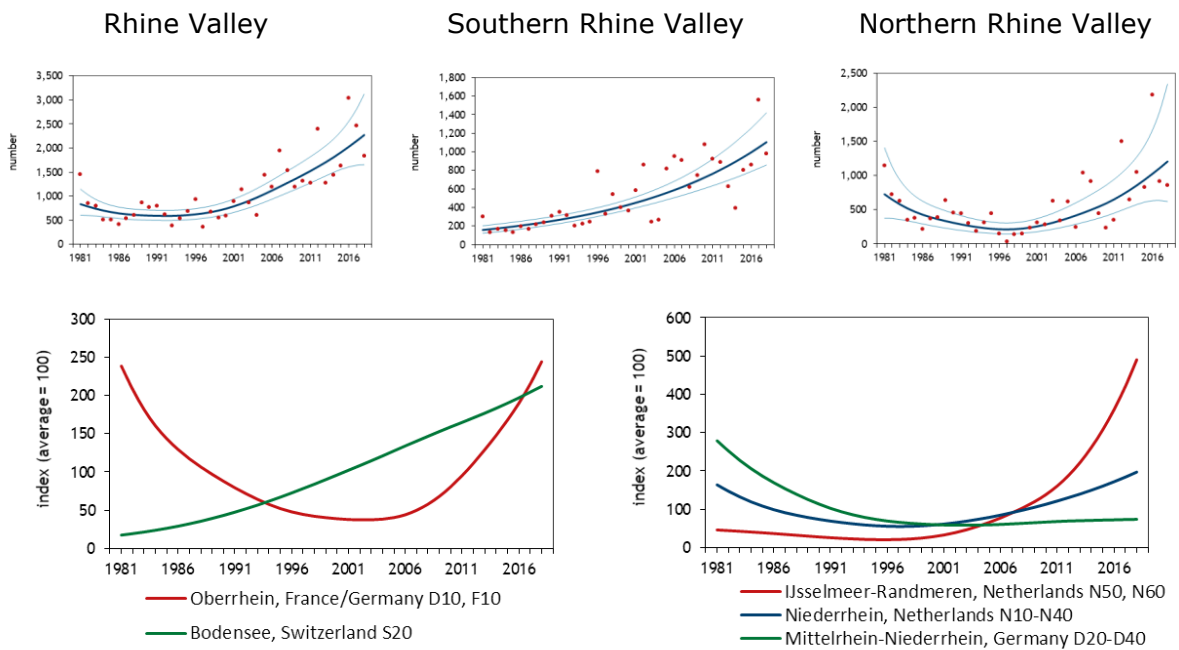 Rhine Valley
Southern Rhine Valley
Northern Rhine Valley
number
3,500
3,000
2,500
2,000
1,500
1,000
500
0
1981 1986 1991 1996 2001 2006 2011 2016
number
1,800
1,600
1,400
1,200
1,000
800
600
400
200
0
1981 1986 1991 1996 2001 2006 2011 2016
number
2,500
2,000
1,500
1,000
500
0
1981 1986 1991 1996 2001 2006 2011 2016
index (average = 100)
300
250
200
150
100
50
0
1981 1986 1991 1996 2001 2006 2011 2016
Oberrhein, France/Germany D10, F10
Bodensee, Switzerland S20
index (average = 100)
600
500
400
300
200
100
0
1981 1986 1991 1996 2001 2006 2011 2016
IJsselmeer-Randmeren, Netherlands N50, N60
Niederrhein, Netherlands N10-N40
Mittelrhein-Niederrhein, Germany D20-D40